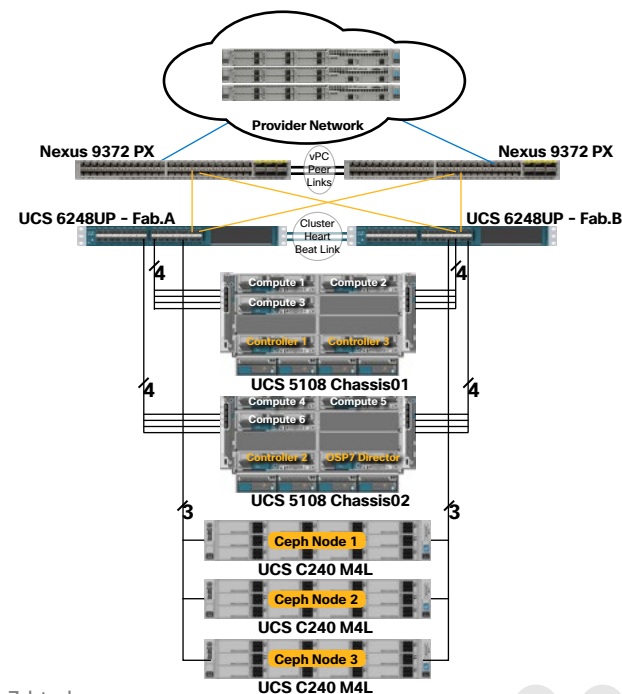 Provider Network
Nexus 9372 PX
Nexus 9372 PX
vPC
Peer
Links
UCS 6248UP - Fab.A
UCS 6248UP - Fab.B
Cluster
Heart
Beat Link
4
4
Compute 1
Compute 2
Compute 3
Controller 1
Controller 3
UCS 5108 Chassis01
4
4
Compute 4
Compute 5
Compute 6
Controller 2
OSP7 Director
UCS 5108 Chassis02
3
3
Ceph Node 1
UCS C240 M4L
Ceph Node 2
UCS C240 M4L
Ceph Node 3
UCS C240 M4L